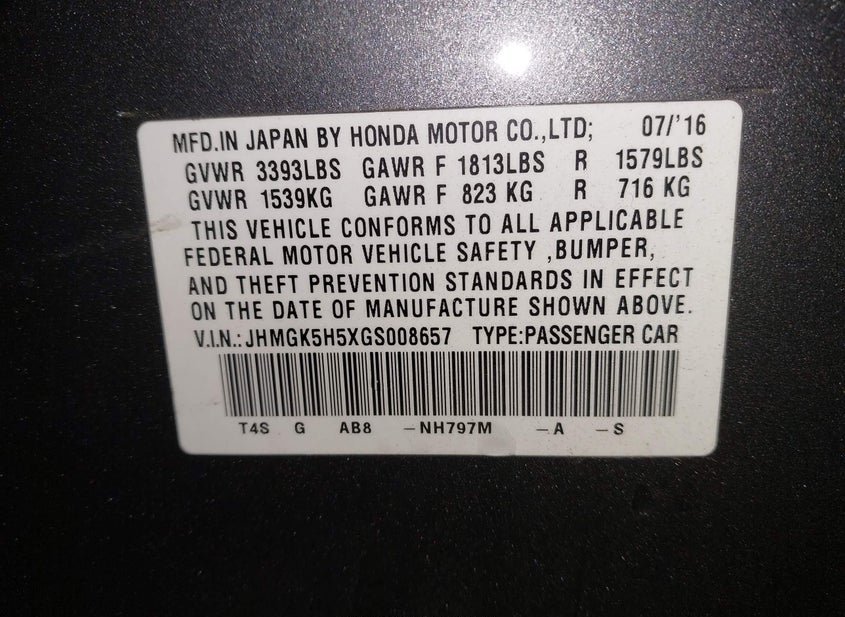 MFD.IN JAPAN BY HONDA MOTOR CO.,LTD; 07/'16
GVWR 3393LBS GAWR F 1813LBS R 1579LBS
GVWR 1539KG GAWR F 823 KG R 716 KG
THIS VEHICLE CONFORMS TO ALL APPLICABLE
FEDERAL MOTOR VEHICLE SAFETY ,BUMPER,
AND THEFT PREVENTION STANDARDS IN EFFECT
ON THE DATE OF MANUFACTURE SHOWN ABOVE.
V.I.N.: JHMGK5H5XGS008657 TYPE:PASSENGER CAR
T4S G AB8 –NH797M –A –S